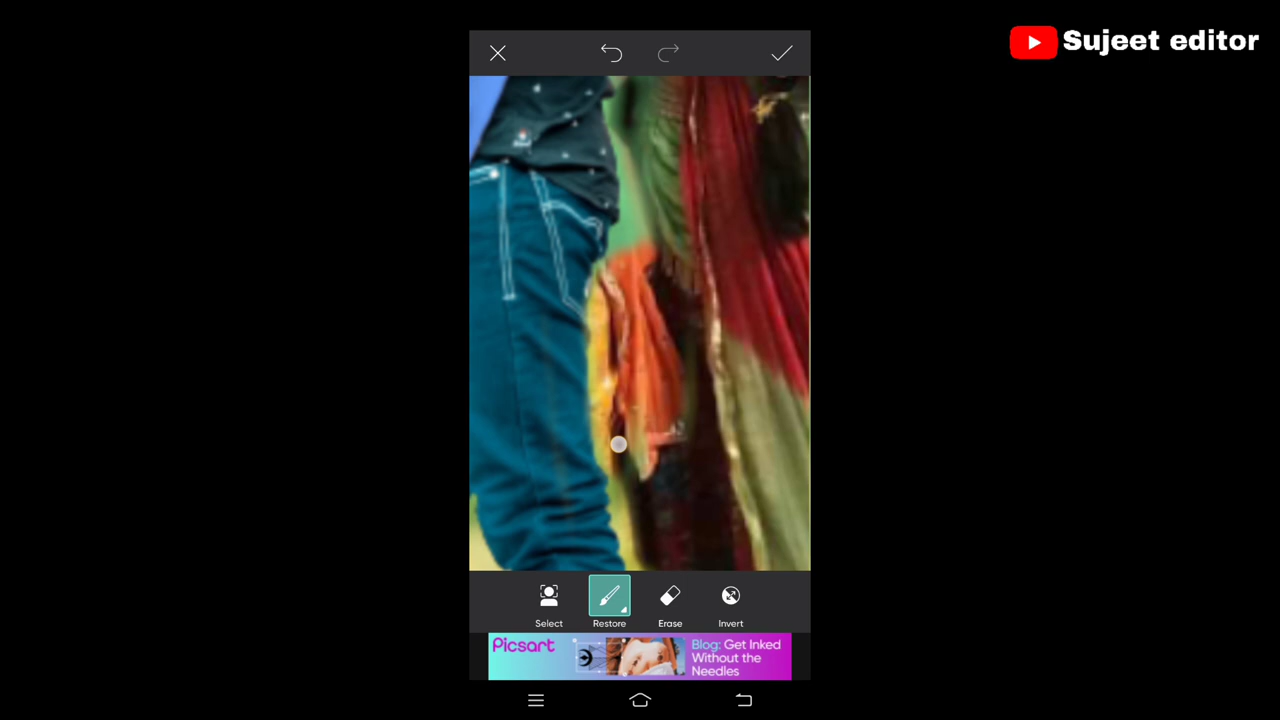 Sujeet editor
Select
Restore
Erase
Invert
Picsart
Blog: Get Inked
Without the
Needles